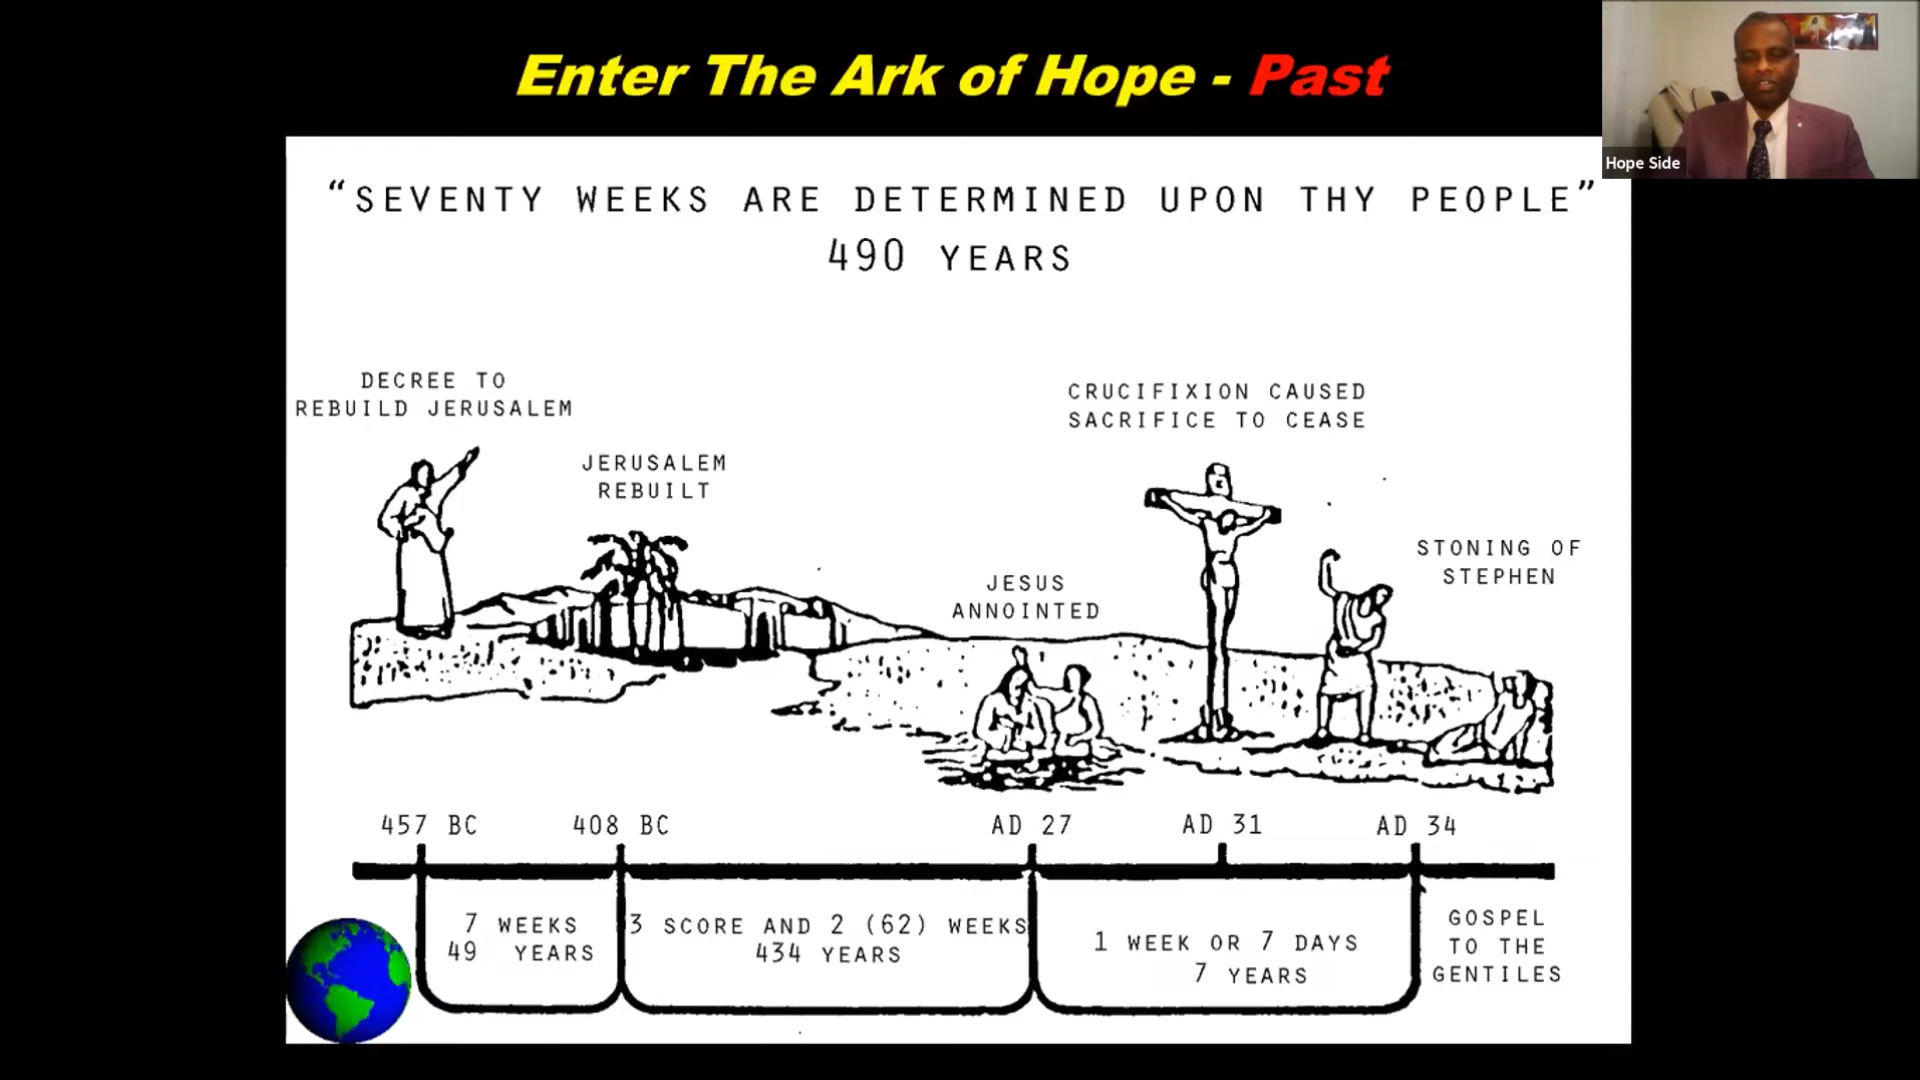 Enter The Ark of Hope - Past
Hope Side
“SEVENTY WEEKS ARE DETERMINED UPON THY PEOPLE”
490 YEARS
DECREE TO
REBUILD JERUSALEM
JERUSALEM
REBUILT
JESUS
ANNOINTED
CRUCIFIXION CAUSED
SACRIFICE TO CEASE
STONING OF
STEPHEN
457 BC
408 BC
AD 27
AD 31
AD 34
7 WEEKS
49 YEARS
3 SCORE AND 2 (62) WEEKS
434 YEARS
1 WEEK OR 7 DAYS
7 YEARS
GOSPEL
TO THE
GENTILES